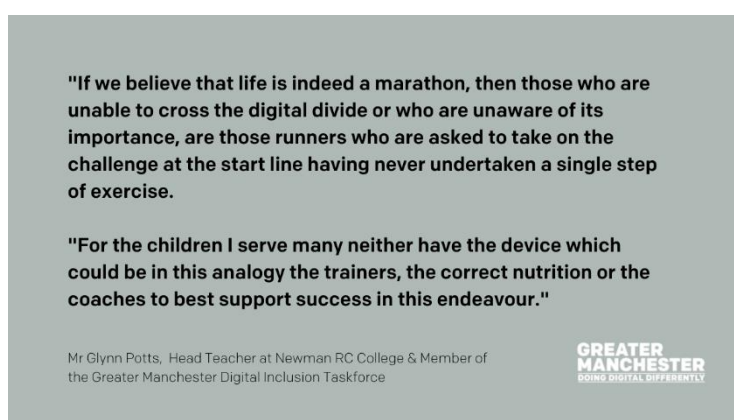 "If we believe that life is indeed a marathon, then those who are
unable to cross the digital divide or who are unaware of its
importance, are those runners who are asked to take on the
challenge at the start line having never undertaken a single step
of exercise.
"For the children I serve many neither have the device which
could be in this analogy the trainers, the correct nutrition or the
coaches to best support success in this endeavour."
Mr Glynn Potts, Head Teacher at Newman RC College & Member of
the Greater Manchester Digital Inclusion Taskforce
GREATER
MANCHESTER
DOING DIGITAL DIFFERENTLY